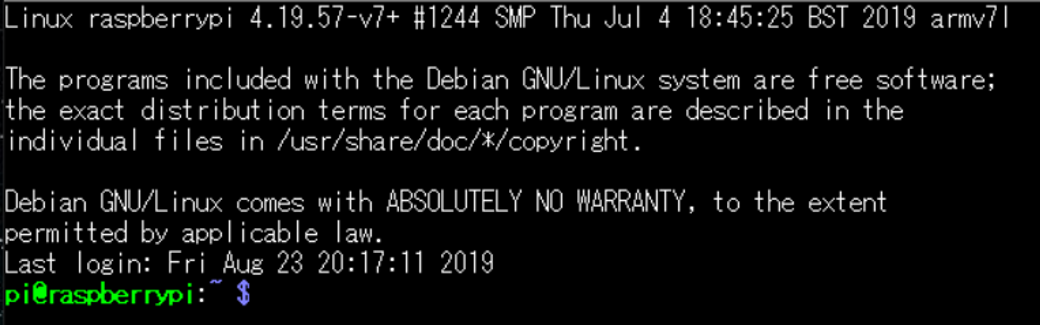 Linux raspberrypi 4.19.57-v7+ #1244 SMP Thu Jul 4 18:45:25 BST 2019 armv7l
The programs included with the Debian GNU/Linux system are free software;
the exact distribution terms for each program are described in the
individual files in /usr/share/doc/*/copyright.
Debian GNU/Linux comes with ABSOLUTELY NO WARRANTY, to the extent
permitted by applicable law.
Last login: Fri Aug 23 20:17:11 2019
pi@raspberrypi:~ $